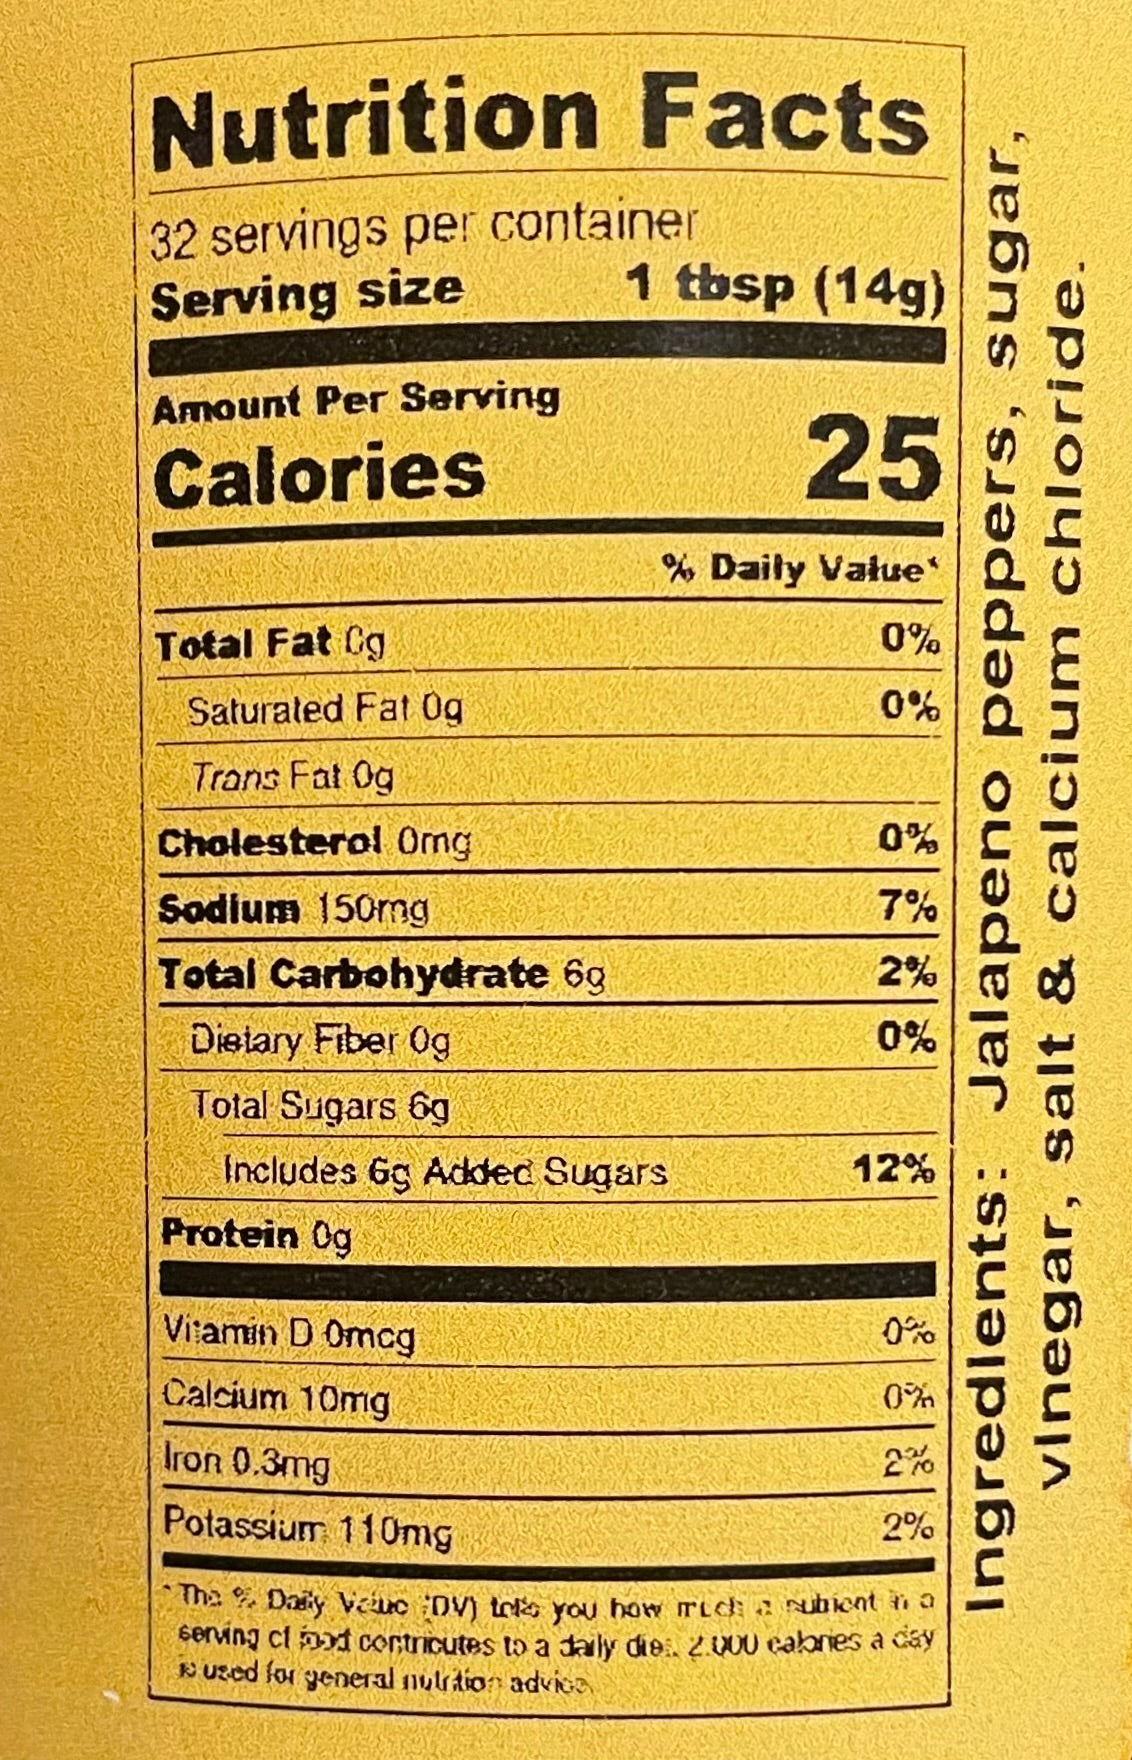 Nutrition Facts
32 servings per container
Serving size 1 tbsp (14g)
Amount Per Serving
Calories 25
% Daily Value*
Total Fat 0g 0%
Saturated Fat 0g 0%
Trans Fat 0g
Cholesterol 0mg 0%
Sodium 150mg 7%
Total Carbohydrate 6g 2%
Dietary Fiber 0g 0%
Total Sugars 6g
Includes 6g Added Sugars 12%
Protein 0g
Vitamin D 0mcg 0%
Calcium 10mg 0%
Iron 0.3mg 2%
Potassium 110mg 2%
* The % Daily Value (DV) tells you how much a nutrient in a
serving of food contributes to a daily diet. 2,000 calories a day
is used for general nutrition advice.
Ingredients: Jalapeno peppers, sugar,
vinegar, salt & calcium chloride.